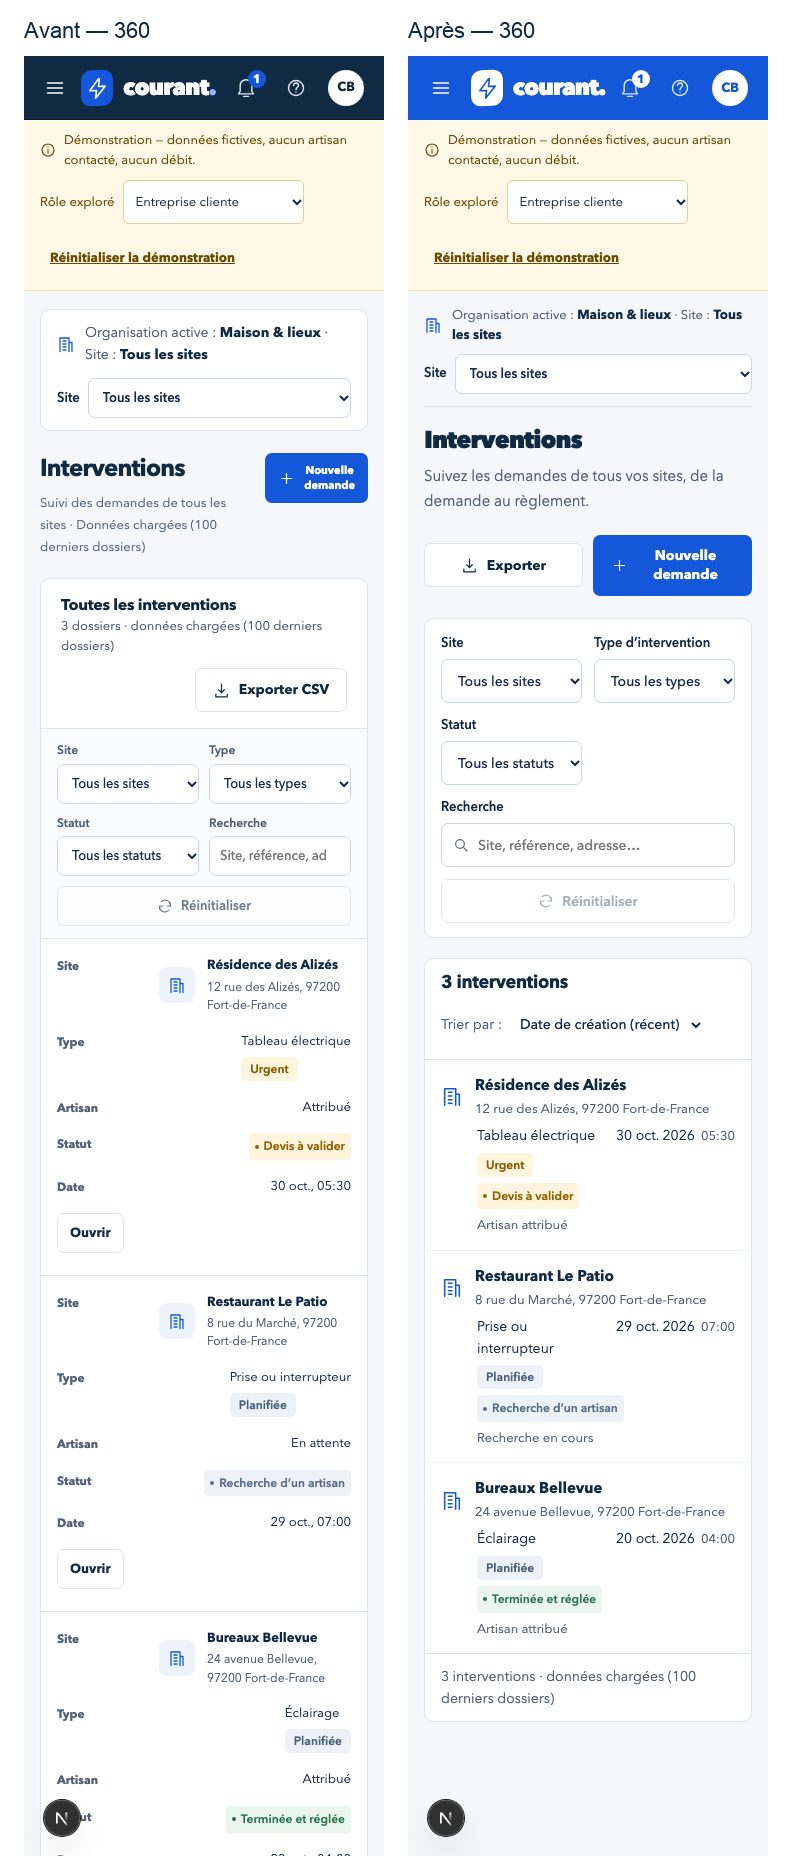 Avant — 360
courant.
1
CB
Démonstration – données fictives, aucun artisan
contacté, aucun débit.
Rôle exploré
Entreprise cliente
Réinitialiser la démonstration
Organisation active : Maison & lieux ·
Site : Tous les sites
Site
Tous les sites
Interventions
Nouvelle
demande
Suivi des demandes de tous les
sites · Données chargées (100
derniers dossiers)
Toutes les interventions
3 dossiers · données chargées (100 derniers
dossiers)
Exporter CSV
Site
Type
Tous les sites
Tous les types
Statut
Recherche
Tous les statuts
Site, référence, ad
Réinitialiser
Site
Résidence des Alizés
12 rue des Alizés, 97200
Fort-de-France
Type
Tableau électrique
Urgent
Artisan
Attribué
Statut
Devis à valider
Date
30 oct., 05:30
Ouvrir
Site
Restaurant Le Patio
8 rue du Marché, 97200
Fort-de-France
Type
Prise ou interrupteur
Planifiée
Artisan
En attente
Statut
Recherche d’un artisan
Date
29 oct., 07:00
Ouvrir
Site
Bureaux Bellevue
24 avenue Bellevue,
97200 Fort-de-France
Type
Éclairage
Planifiée
Artisan
Attribué
N
ut
Terminée et réglée
Après — 360
courant.
1
CB
Démonstration – données fictives, aucun artisan
contacté, aucun débit.
Rôle exploré
Entreprise cliente
Réinitialiser la démonstration
Organisation active : Maison & lieux · Site : Tous
les sites
Site
Tous les sites
Interventions
Suivez les demandes de tous vos sites, de la
demande au règlement.
Exporter
Nouvelle
demande
Site
Type d’intervention
Tous les sites
Tous les types
Statut
Tous les statuts
Recherche
Site, référence, adresse…
Réinitialiser
3 interventions
Trier par :
Date de création (récent)
Résidence des Alizés
12 rue des Alizés, 97200 Fort-de-France
Tableau électrique
30 oct. 2026 05:30
Urgent
Devis à valider
Artisan attribué
Restaurant Le Patio
8 rue du Marché, 97200 Fort-de-France
Prise ou
interrupteur
29 oct. 2026 07:00
Planifiée
Recherche d’un artisan
Recherche en cours
Bureaux Bellevue
24 avenue Bellevue, 97200 Fort-de-France
Éclairage
20 oct. 2026 04:00
Planifiée
Terminée et réglée
Artisan attribué
3 interventions · données chargées (100
derniers dossiers)
N